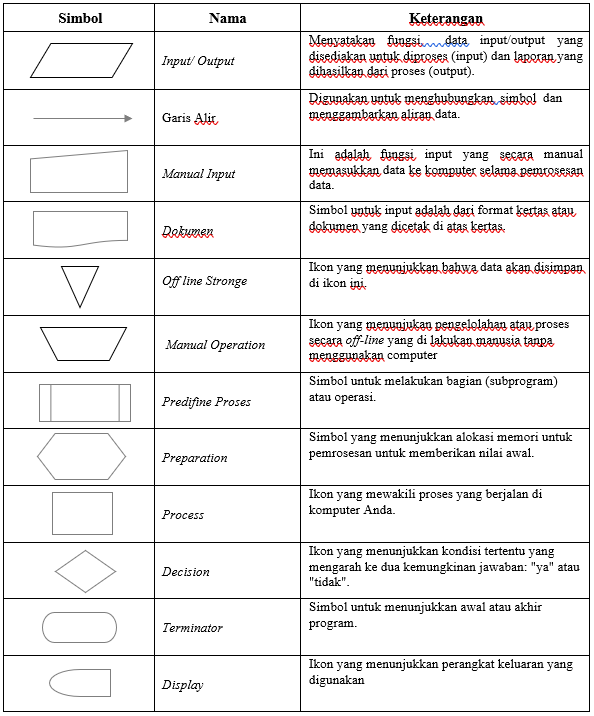 Simbol Nama Keterangan
Input/ Output
Menyatakan fungsi data input/output yang
disediakan untuk diproses (input) dan laporan yang
dihasilkan dari proses (output).
Garis Alir
Digunakan untuk menghubungkan simbol dan
menggambarkan aliran data.
Manual Input
Ini adalah fungsi input yang secara manual
memasukkan data ke komputer selama pemrosesan
data.
Dokumen
Simbol untuk input adalah dari format kertas atau
dokumen yang dicetak di atas kertas.
Off line Stronge
Ikon yang menunjukkan bahwa data akan disimpan
di ikon ini.
Manual Operation
Ikon yang menunjukan pengelolahan atau proses
secara off-line yang di lakukan manusia tanpa
menggunakan computer
Predifine Proses
Simbol untuk melakukan bagian (subprogram)
atau operasi.
Preparation
Simbol yang menunjukkan alokasi memori untuk
pemrosesan untuk memberikan nilai awal.
Process
Ikon yang mewakili proses yang berjalan di
komputer Anda.
Decision
Ikon yang menunjukkan kondisi tertentu yang
mengarah ke dua kemungkinan jawaban: "ya" atau
"tidak".
Terminator
Simbol untuk menunjukkan awal atau akhir
program.
Display
Ikon yang menunjukkan perangkat keluaran yang
digunakan